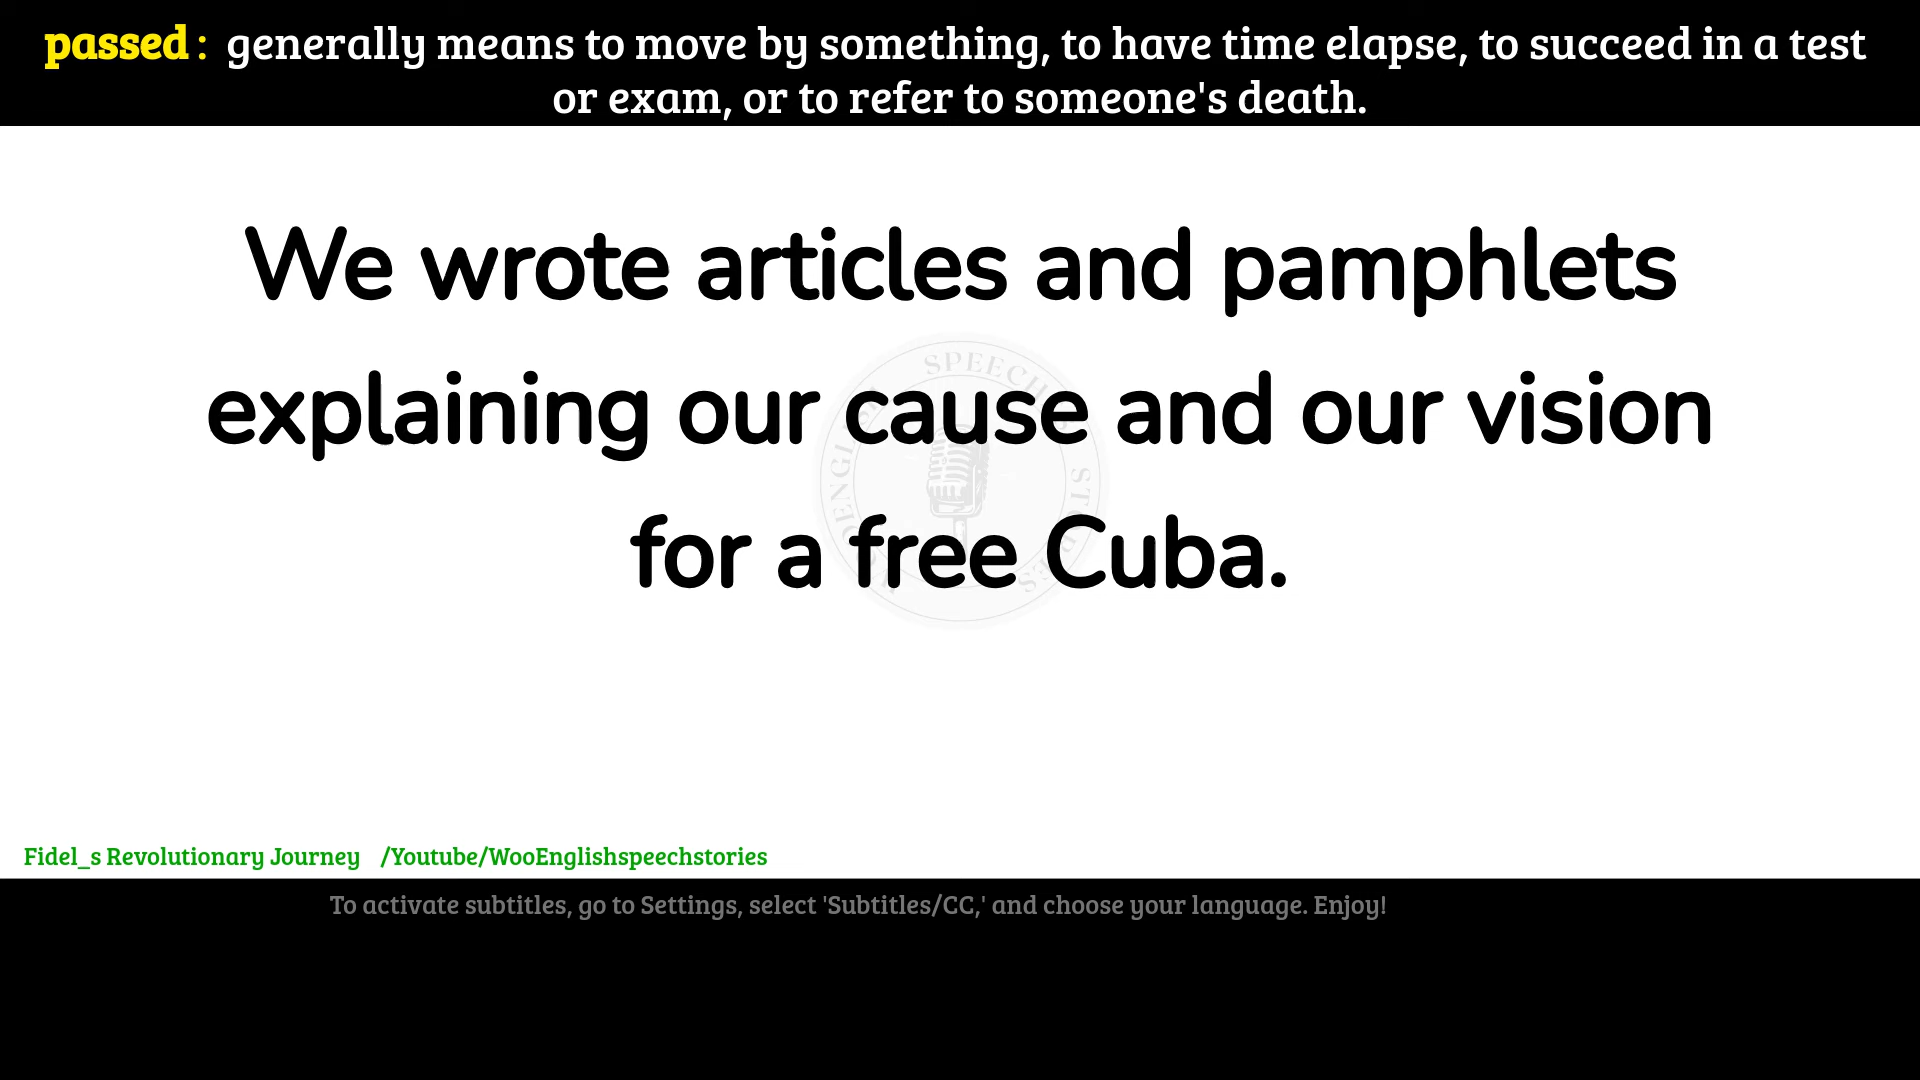 passed : generally means to move by something, to have time elapse, to succeed in a test
or exam, or to refer to someone's death.
We wrote articles and pamphlets
explaining our cause and our vision
for a free Cuba.
Fidel_s Revolutionary Journey /Youtube/WooEnglishspeechstories
To activate subtitles, go to Settings, select 'Subtitles/CC,' and choose your language. Enjoy!